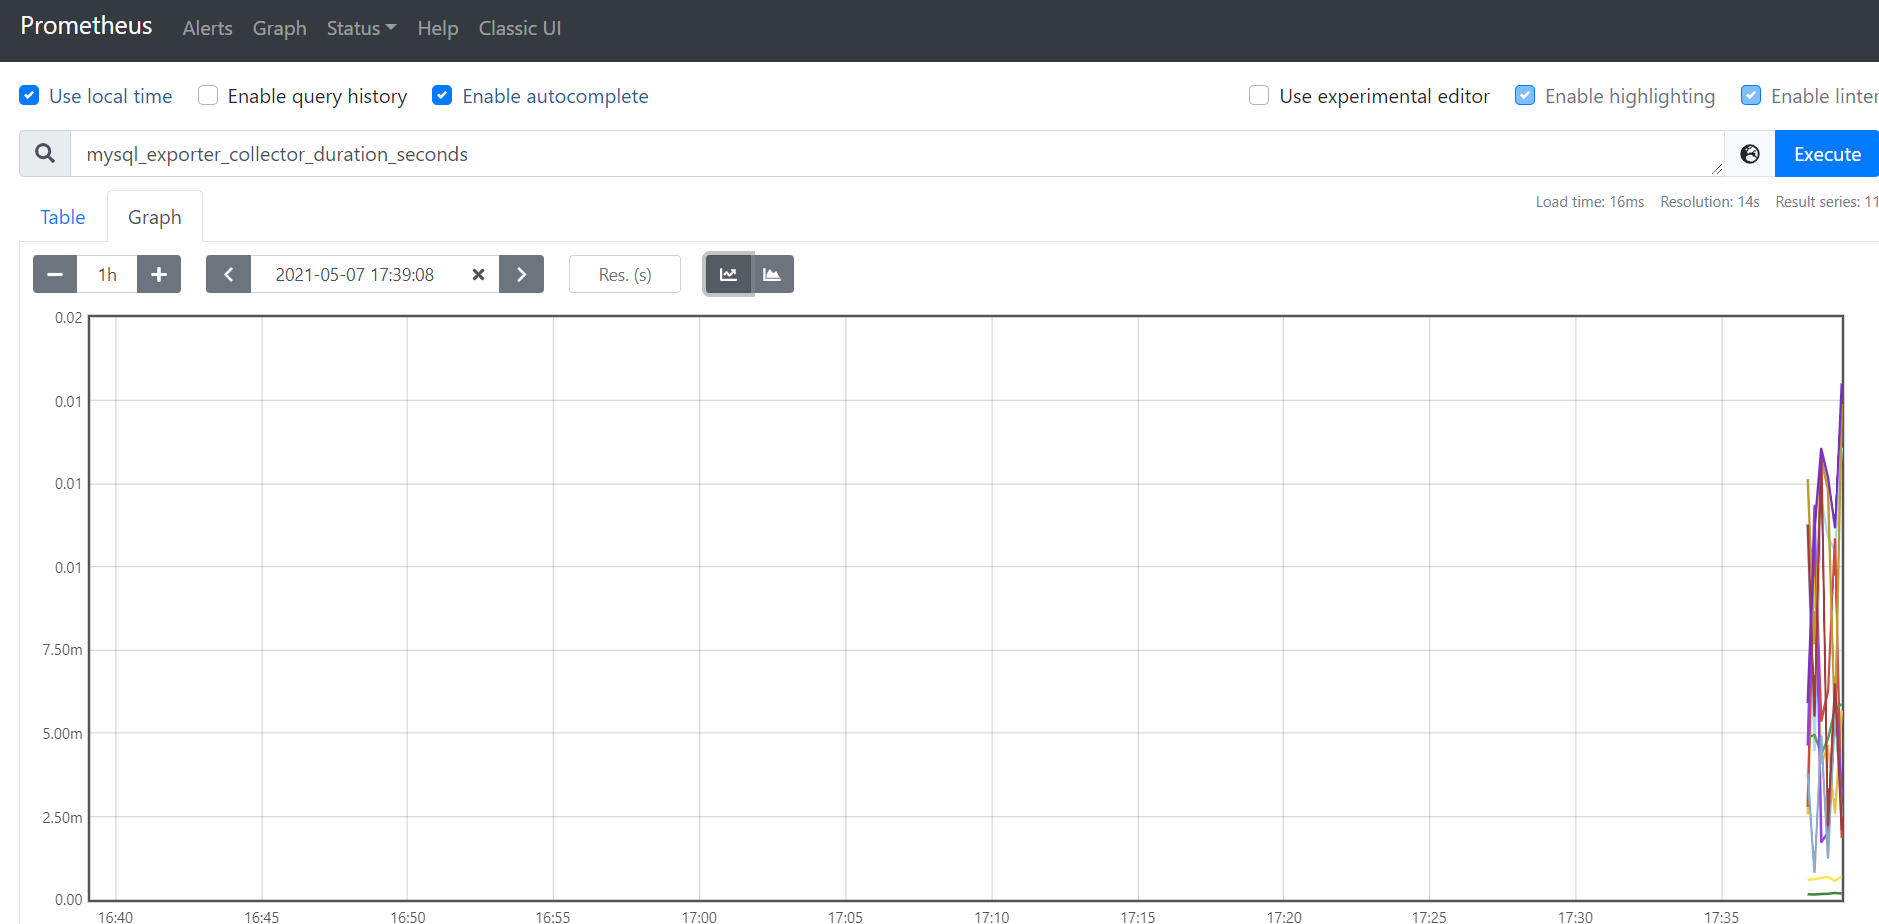 Prometheus Alerts Graph Status Help Classic UI
Use local time Enable query history Enable autocomplete Use experimental editor Enable highlighting Enable linter
mysql_exporter_collector_duration_seconds Execute
Load time: 16ms Resolution: 14s Result series: 11
Table Graph
1h 2021-05-07 17:39:08 Res. (s)
0.02
0.01
0.01
0.01
7.50m
5.00m
2.50m
0.00
16:40 16:45 16:50 16:55 17:00 17:05 17:10 17:15 17:20 17:25 17:30 17:35